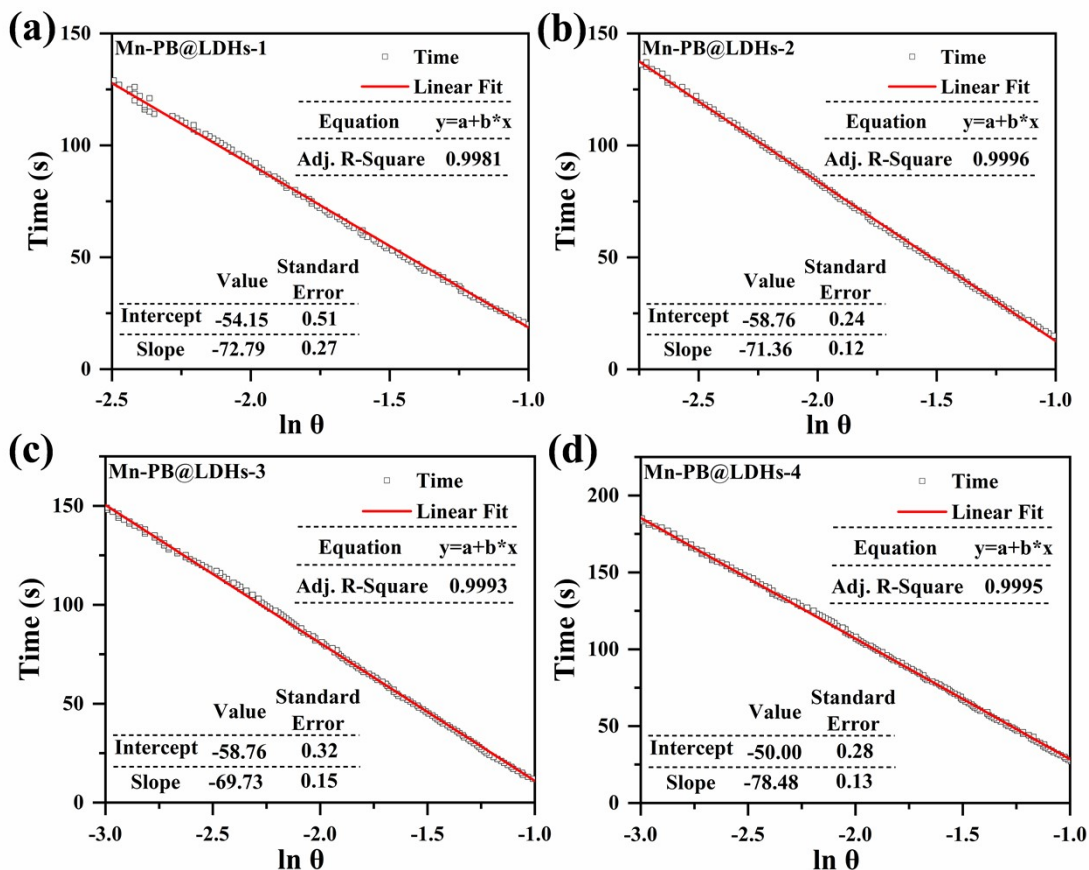 (a)
Mn-PB@LDHs-1
Time
Linear Fit
Equation y=a+b*x
Adj. R-Square 0.9981
Value Standard Error
Intercept -54.15 0.51
Slope -72.79 0.27
150
100
50
0
Time (s)
-2.5 -2.0 -1.5 -1.0
ln θ
(b)
Mn-PB@LDHs-2
Time
Linear Fit
Equation y=a+b*x
Adj. R-Square 0.9996
Value Standard Error
Intercept -58.76 0.24
Slope -71.36 0.12
150
100
50
0
Time (s)
-2.5 -2.0 -1.5 -1.0
ln θ
(c)
Mn-PB@LDHs-3
Time
Linear Fit
Equation y=a+b*x
Adj. R-Square 0.9993
Value Standard Error
Intercept -58.76 0.32
Slope -69.73 0.15
150
100
50
0
Time (s)
-3.0 -2.5 -2.0 -1.5 -1.0
ln θ
(d)
Mn-PB@LDHs-4
Time
Linear Fit
Equation y=a+b*x
Adj. R-Square 0.9995
Value Standard Error
Intercept -50.00 0.28
Slope -78.48 0.13
200
150
100
50
0
Time (s)
-3.0 -2.5 -2.0 -1.5 -1.0
ln θ